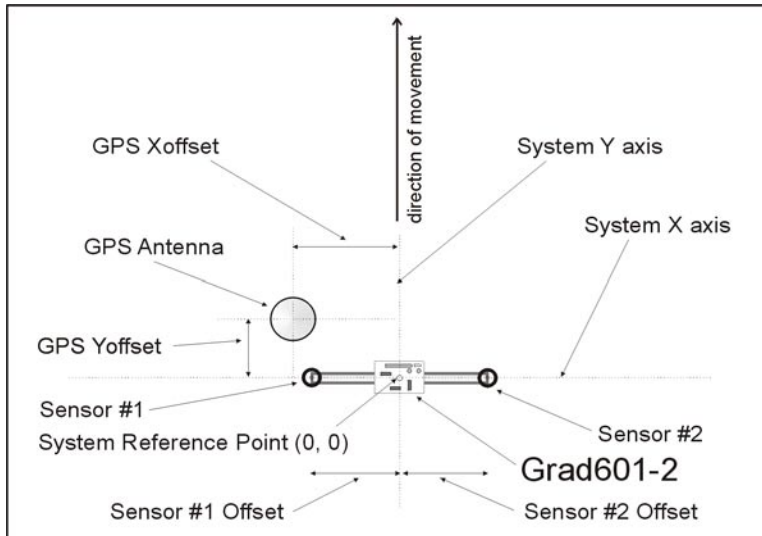 direction of movement
GPS Xoffset
System Y axis
System X axis
GPS Antenna
GPS Yoffset
Sensor #1
Sensor #2
System Reference Point (0, 0)
Grad601-2
Sensor #1 Offset
Sensor #2 Offset